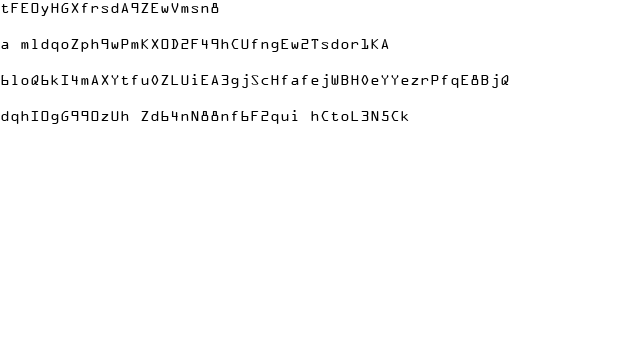 tFEOyHGXfrsdA9ZEwVmsn8
a mldqoZph9wPmKXOD2F49hCUfngEw2Tsdor1KA
6loQ6kI4mAXYtfu0ZLUiEA3gjScHfafejWBH0eYYezrPfqE8BjQ
dqhIOgG99OzUh Zd64nN88nf6F2qui hCtoL3N5Ck